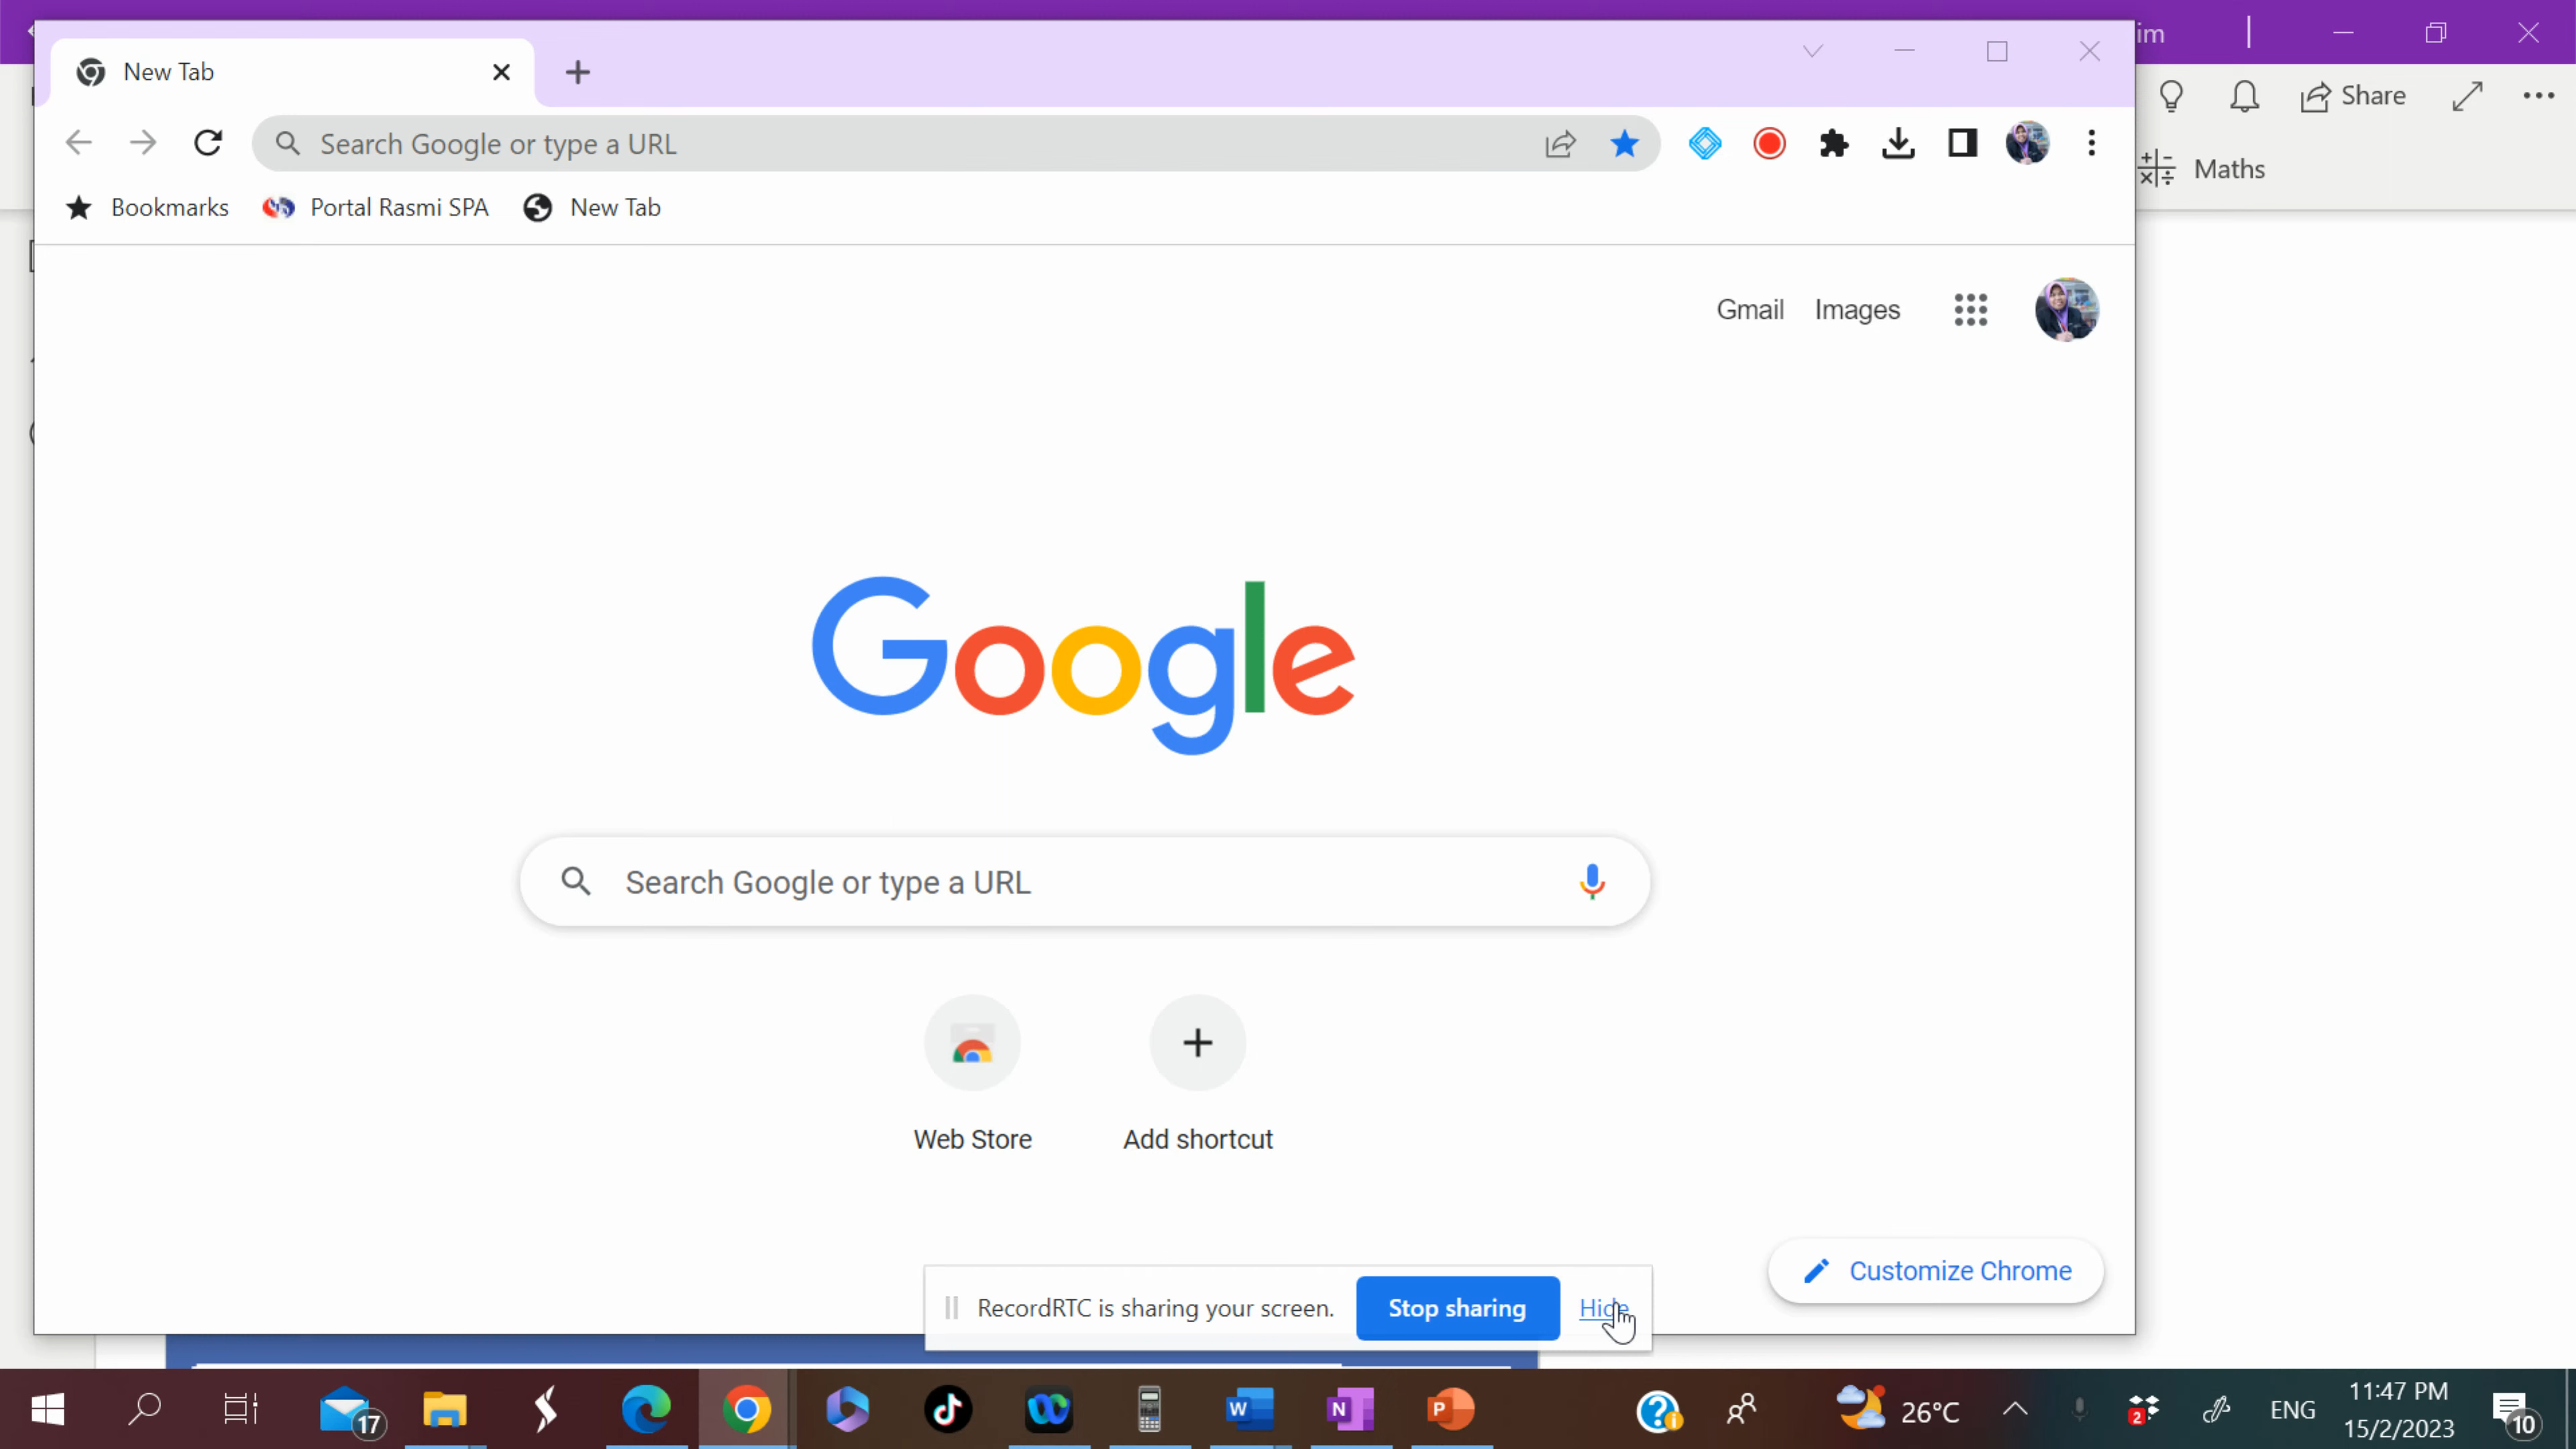 im
New Tab
Share
Search Google or type a URL
Maths
Bookmarks
Portal Rasmi SPA
New Tab
Gmail
Images
Google
Search Google or type a URL
Web Store
Add shortcut
Customize Chrome
RecordRTC is sharing your screen.
Stop sharing
Hide
17
W
N
P
26°C
2
ENG
11:47 PM
15/2/2023
10